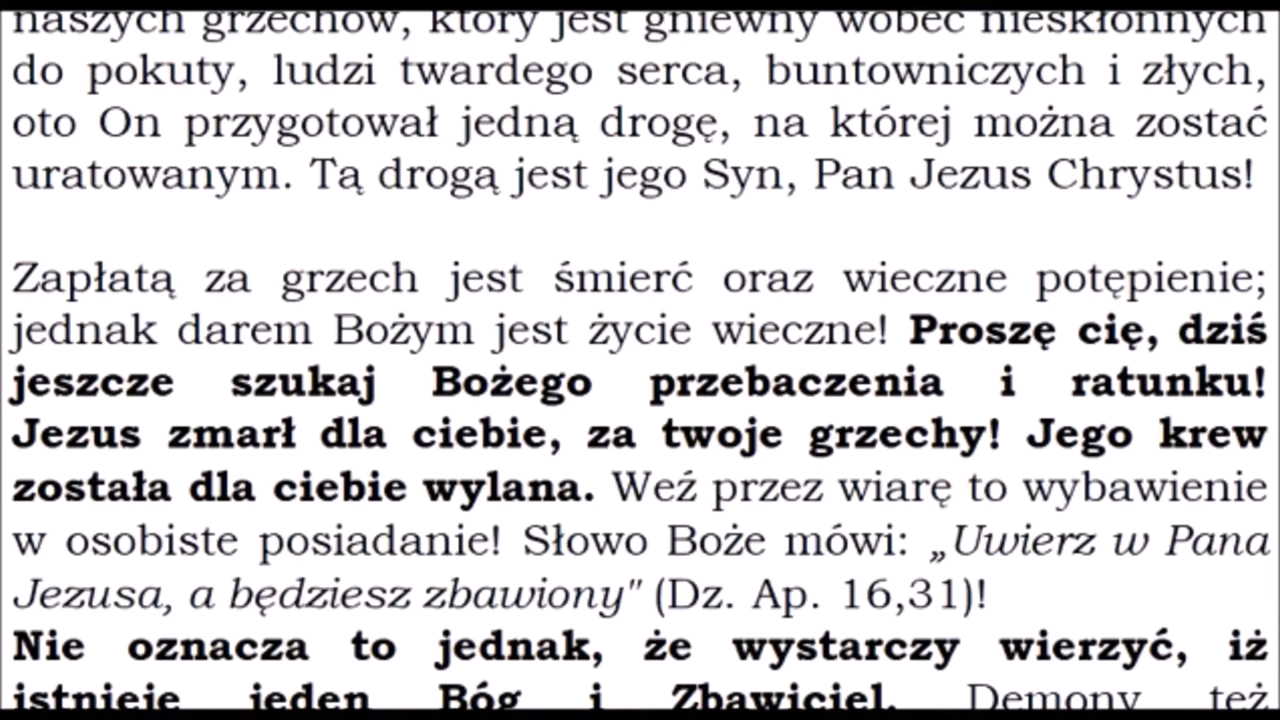 naszych grzechów, który jest gniewny wobec nieskłonnych
do pokuty, ludzi twardego serca, buntowniczych i złych,
oto On przygotował jedną drogę, na której można zostać
uratowanym. Tą drogą jest jego Syn, Pan Jezus Chrystus!
Zapłatą za grzech jest śmierć oraz wieczne potępienie;
jednak darem Bożym jest życie wieczne! Proszę cię, dziś
jeszcze szukaj Bożego przebaczenia i ratunku!
Jezus zmarł dla ciebie, za twoje grzechy! Jego krew
została dla ciebie wylana. Weź przez wiarę to wybawienie
w osobiste posiadanie! Słowo Boże mówi: „Uwierz w Pana
Jezusa, a będziesz zbawiony" (Dz. Ap. 16,31)!
Nie oznacza to jednak, że wystarczy wierzyć, iż
istnieje jeden Bóg i Zbawiciel. Demony też